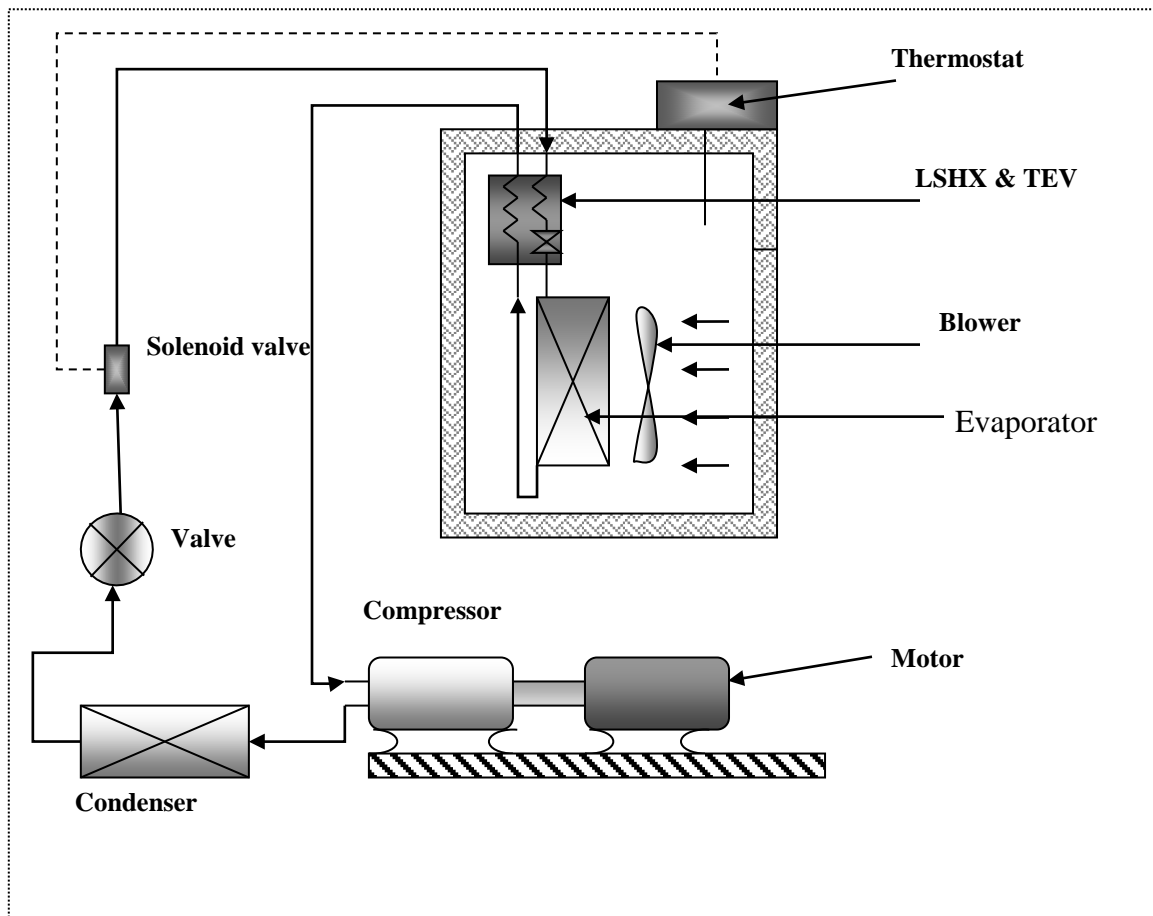 Thermostat
LSHX & TEV
Solenoid valve
Blower
Evaporator
Valve
Compressor
Motor
Condenser